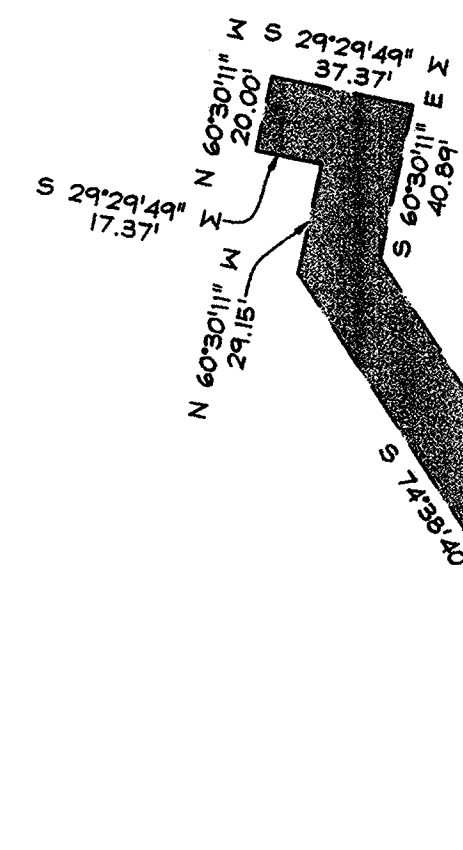 S 29°29'49" W
37.37'
N 60°30'11" W
20.00'
S 60°30'11" E
40.89'
S 29°29'49" W
17.37'
N 60°30'11" W
29.15'
S 74°38'40